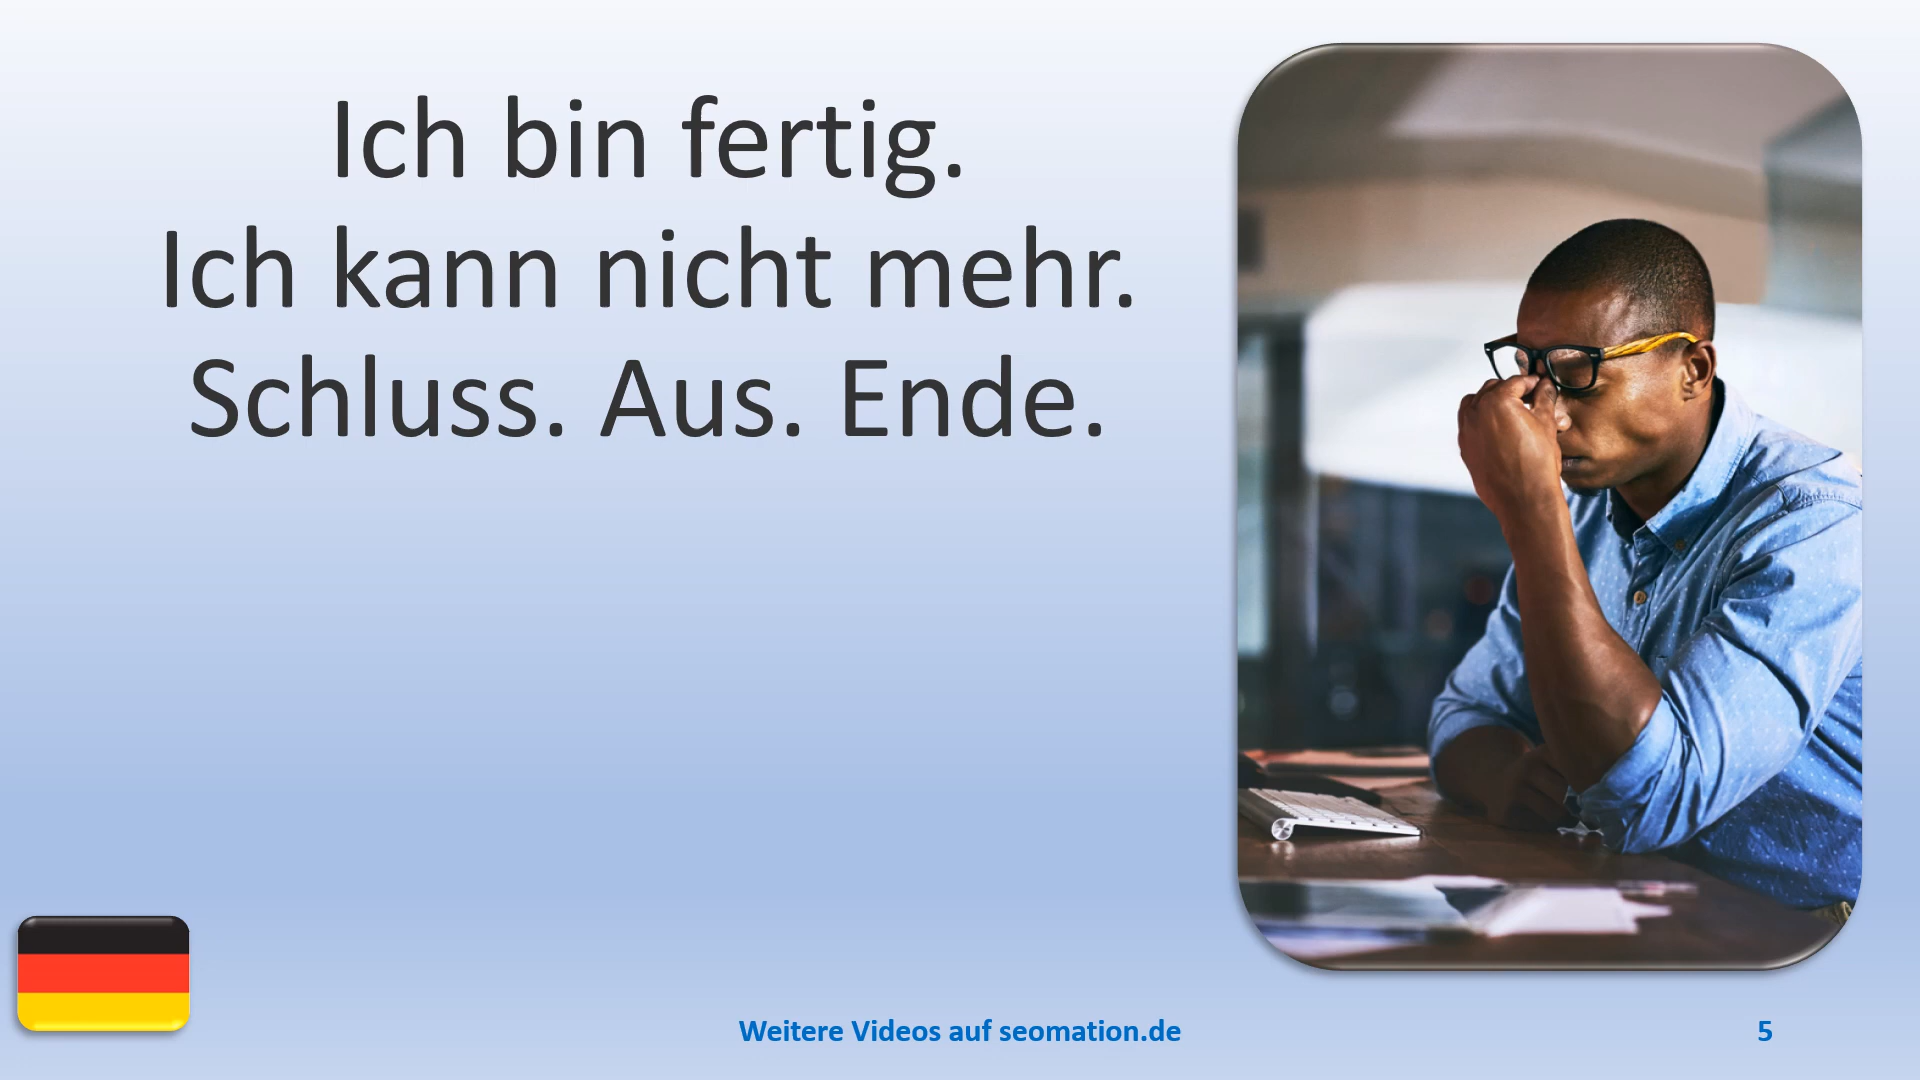 Ich bin fertig.
Ich kann nicht mehr.
Schluss. Aus. Ende.
Weitere Videos auf seomation.de
5